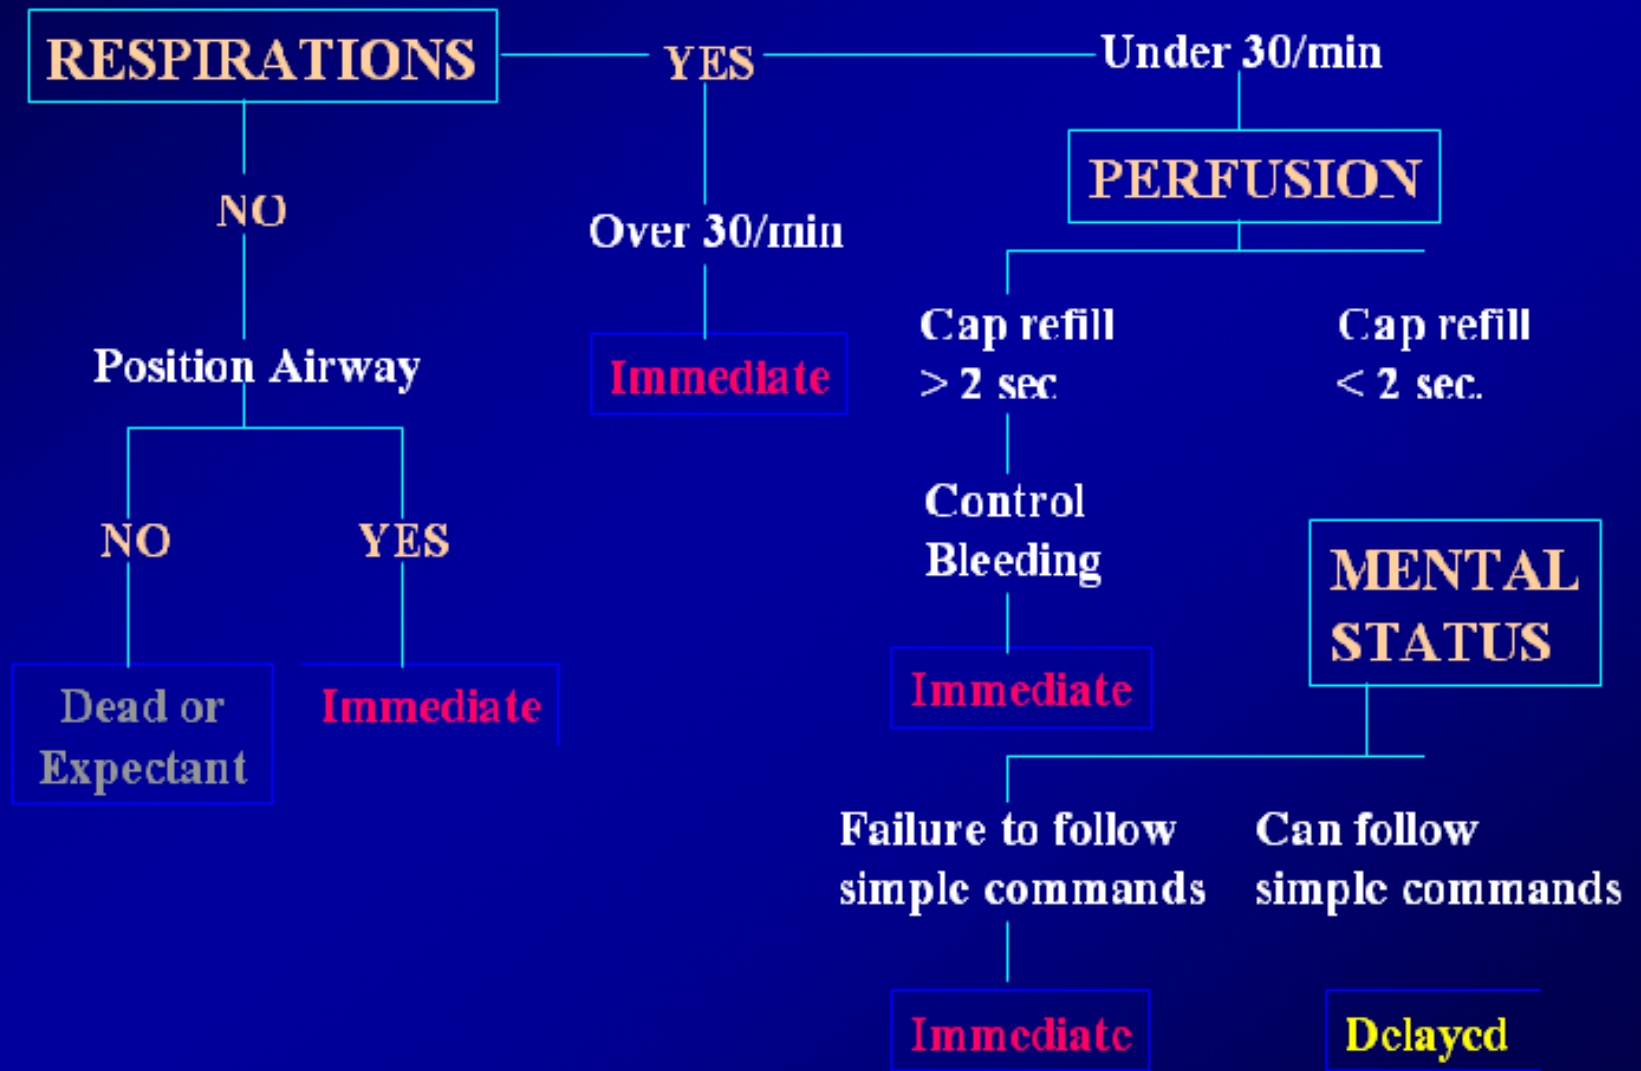 RESPIRATIONS
YES
Under 30/min
PERFUSION
NO
Over 30/min
Cap refill
> 2 sec
Cap refill
< 2 sec.
Position Airway
Immediate
Control
Bleeding
NO
YES
MENTAL
STATUS
Dead or
Expectant
Immediate
Immediate
Failure to follow
simple commands
Can follow
simple commands
Immediate
Delayed